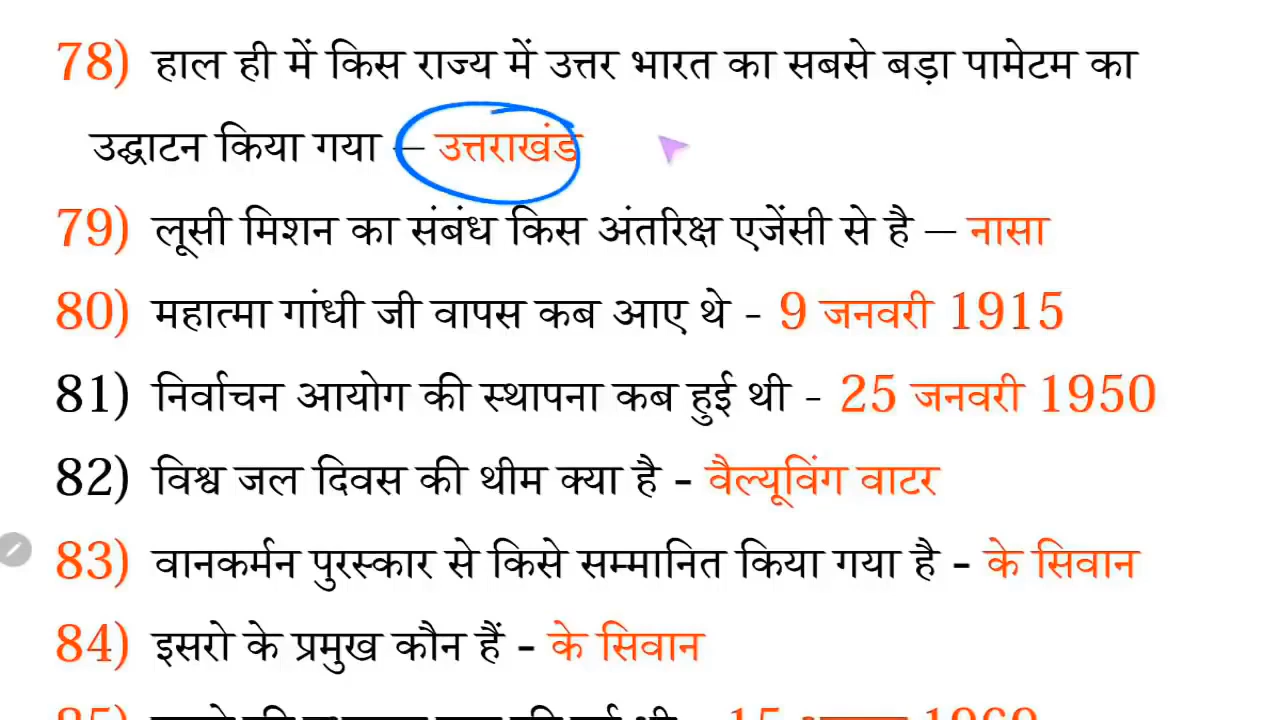 78) हाल ही में किस राज्य में उत्तर भारत का सबसे बड़ा पामेटम का
उद्घाटन किया गया – उत्तराखंड
79) लूसी मिशन का संबंध किस अंतरिक्ष एजेंसी से है – नासा
80) महात्मा गांधी जी वापस कब आए थे - 9 जनवरी 1915
81) निर्वाचन आयोग की स्थापना कब हुई थी - 25 जनवरी 1950
82) विश्व जल दिवस की थीम क्या है - वैल्यूविंग वाटर
83) वानकर्मन पुरस्कार से किसे सम्मानित किया गया है - के सिवान
84) इसरो के प्रमुख कौन हैं - के सिवान